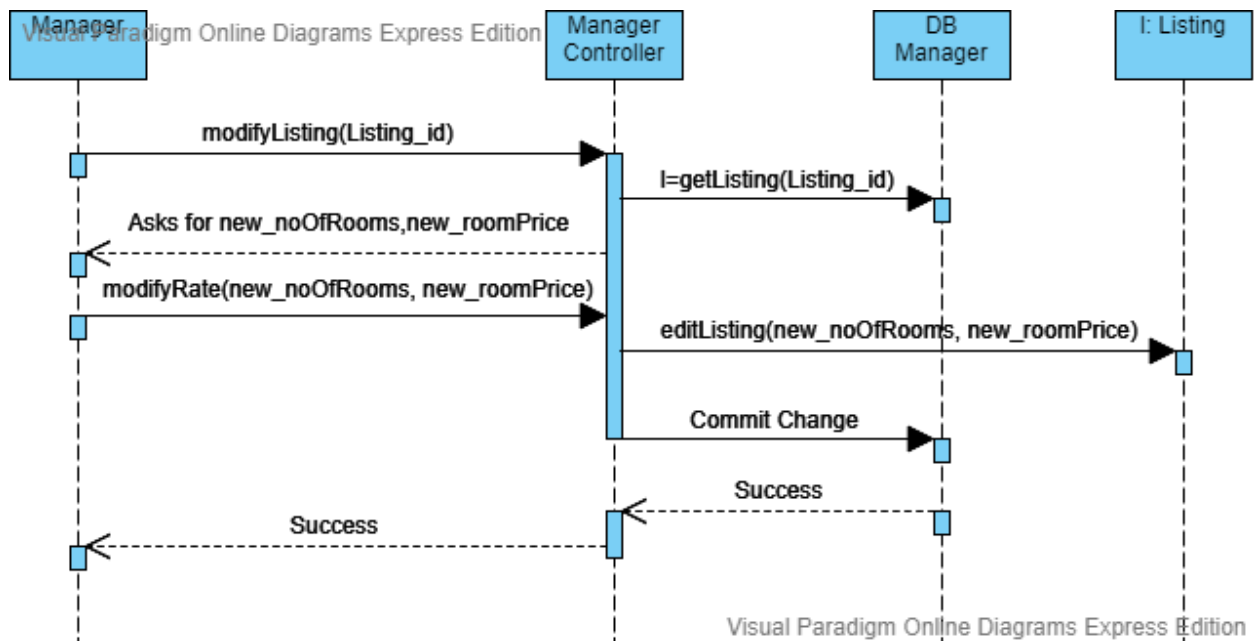 Manager
Visual Paradigm Online Diagrams Express Edition
Manager
Controller
DB
Manager
l: Listing
modifyListing(Listing_id)
l=getListing(Listing_id)
Asks for new_noOfRooms,new_roomPrice
modifyRate(new_noOfRooms, new_roomPrice)
editListing(new_noOfRooms, new_roomPrice)
Commit Change
Success
Success
Visual Paradigm Online Diagrams Express Edition